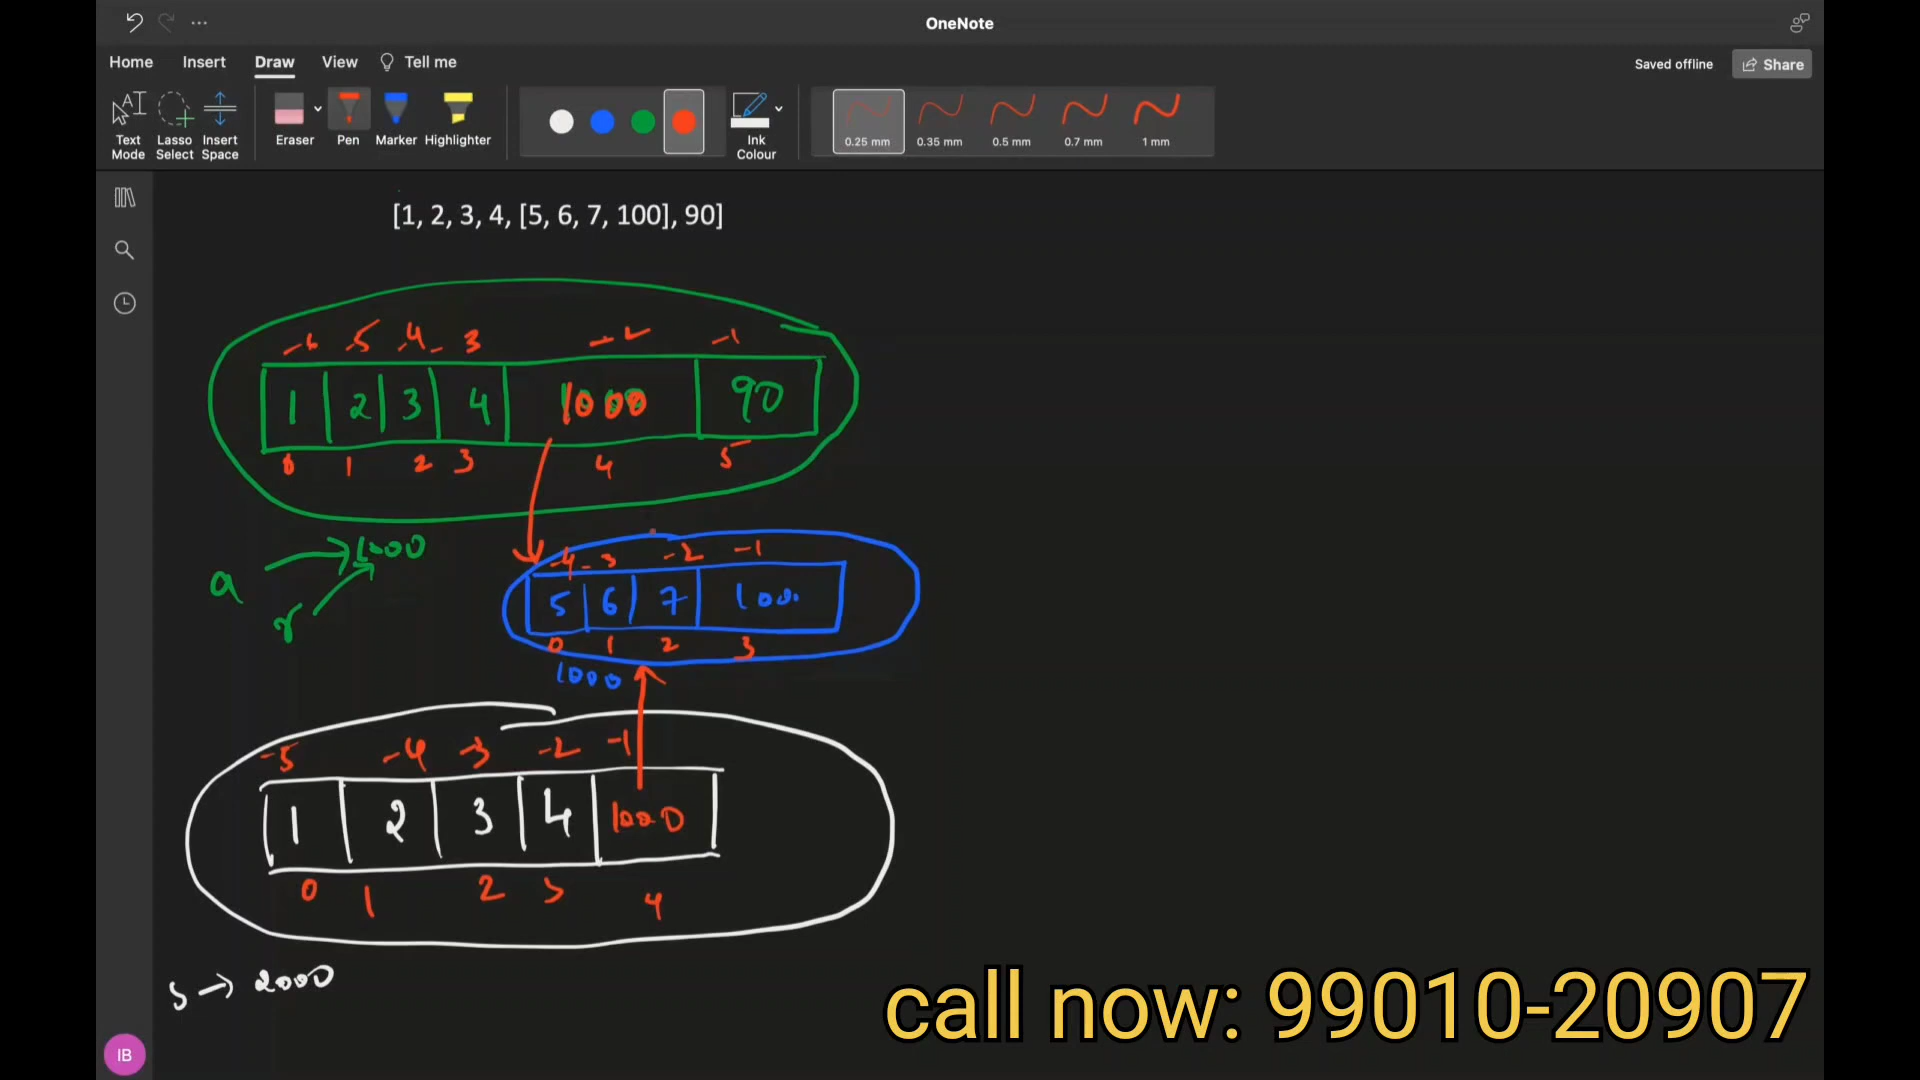 OneNote
Home Insert Draw View Tell me
Saved offline Share
Text Mode
Lasso Select
Insert Space
Eraser
Pen
Marker
Highlighter
Ink Colour
0.25 mm
0.35 mm
0.5 mm
0.7 mm
1 mm
[1, 2, 3, 4, [5, 6, 7, 100], 90]
-6 -5 -4 -3 -2 -1
1 2 3 4 1000 90
0 1 2 3 4 5
a 1000
r
-4 -3 -2 -1
5 6 7 100
0 1 2 3
1000
-5 -4 -3 -2 -1
1 2 3 4 1000
0 1 2 3 4
s → 2000
call now: 99010-20907
IB